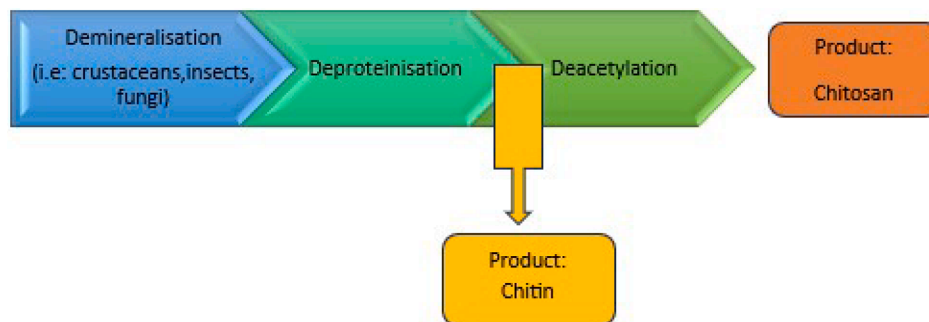 Demineralisation
(i.e: crustaceans,insects,
fungi)
Deproteinisation
Deacetylation
Product:
Chitosan
Product:
Chitin